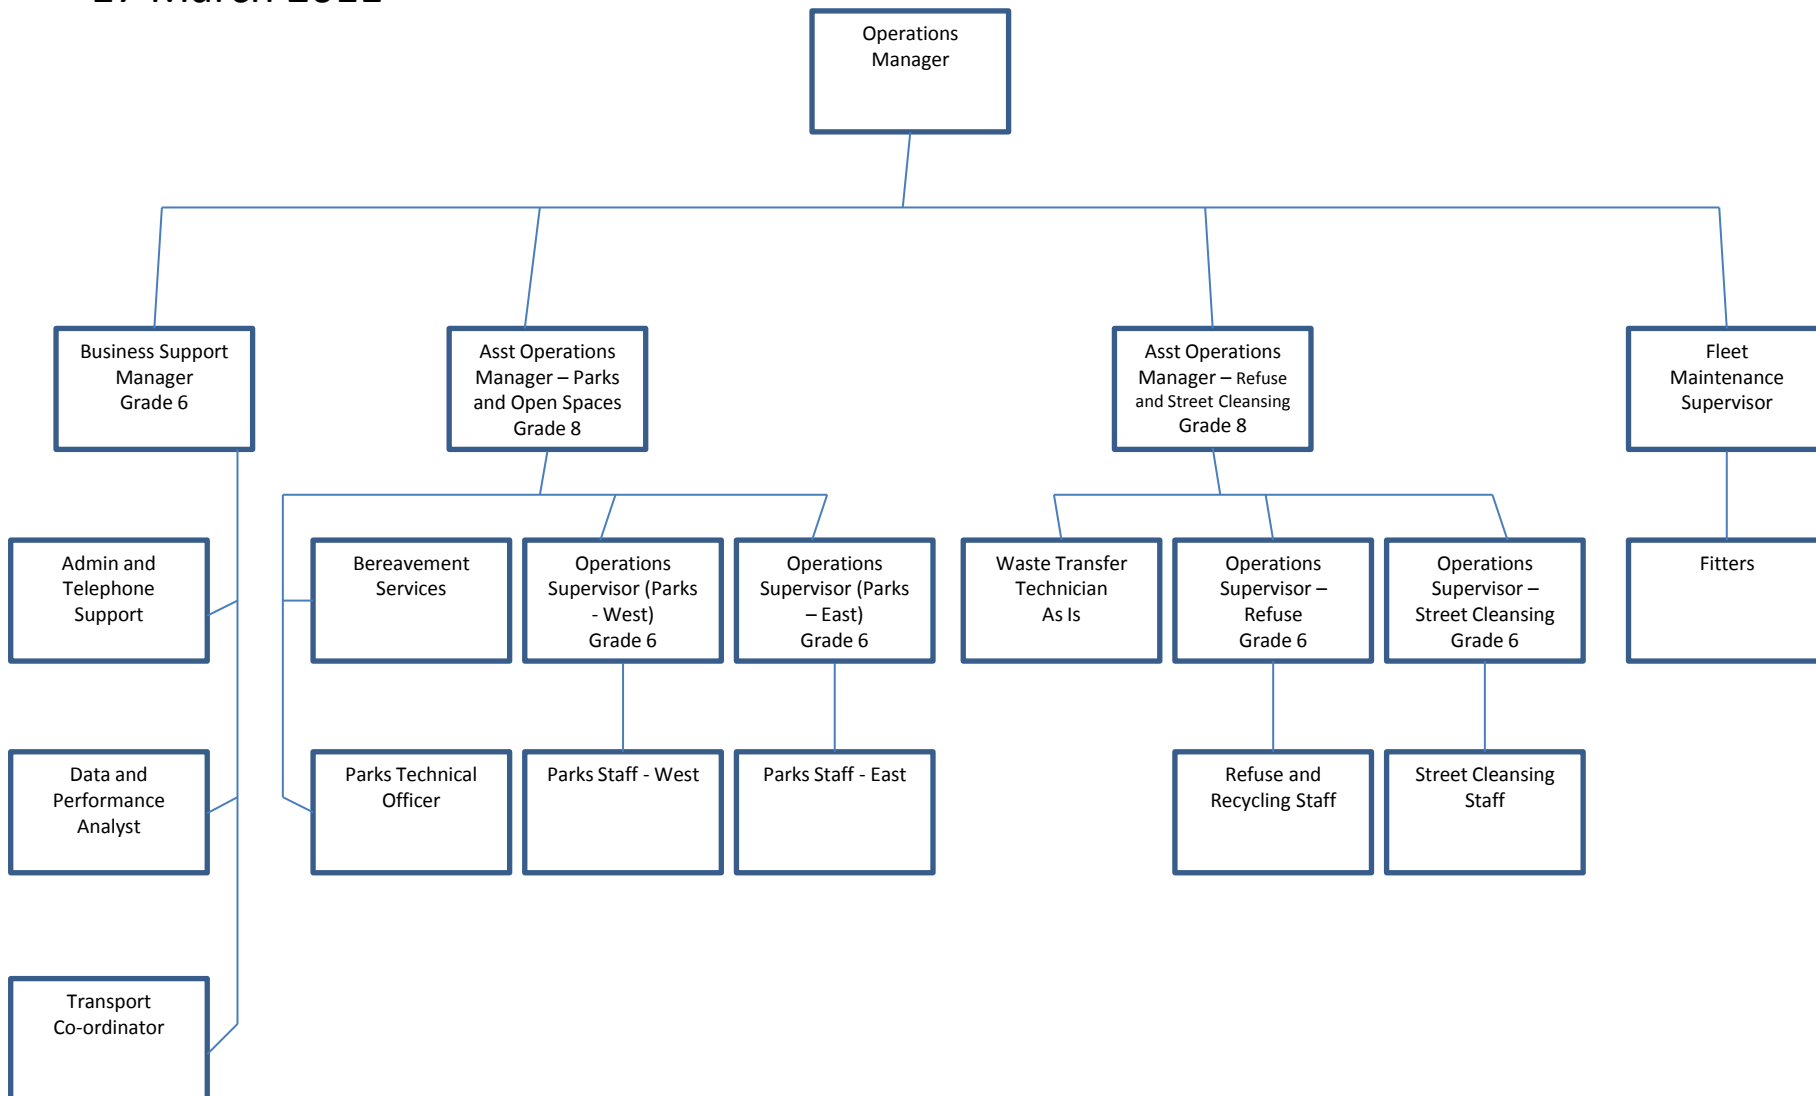 Operations
Manager
Business Support
Manager
Grade 6
Asst Operations
Manager – Parks
and Open Spaces
Grade 8
Asst Operations
Manager – Refuse
and Street Cleansing
Grade 8
Fleet
Maintenance
Supervisor
Admin and
Telephone
Support
Bereavement
Services
Operations
Supervisor (Parks
- West)
Grade 6
Operations
Supervisor (Parks
– East)
Grade 6
Waste Transfer
Technician
As Is
Operations
Supervisor –
Refuse
Grade 6
Operations
Supervisor –
Street Cleansing
Grade 6
Fitters
Data and
Performance
Analyst
Parks Technical
Officer
Parks Staff - West
Parks Staff - East
Refuse and
Recycling Staff
Street Cleansing
Staff
Transport
Co-ordinator